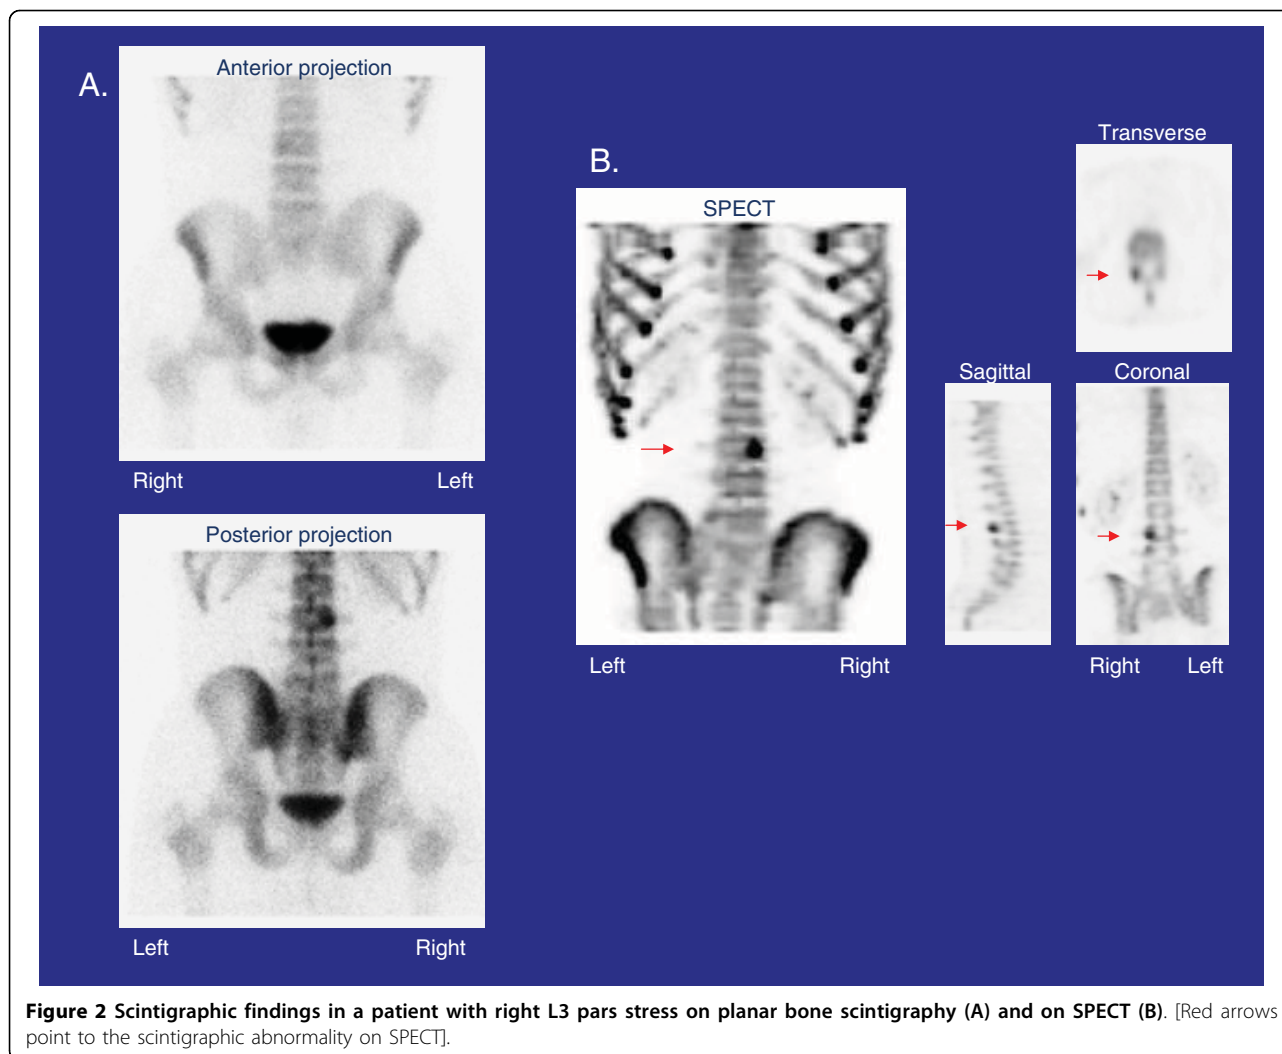 A.
Anterior projection
Right Left
Posterior projection
Left Right
B.
SPECT
Left Right
Transverse
Sagittal
Coronal
Right Left
Figure 2 Scintigraphic findings in a patient with right L3 pars stress on planar bone scintigraphy (A) and on SPECT (B). [Red arrows
point to the scintigraphic abnormality on SPECT].